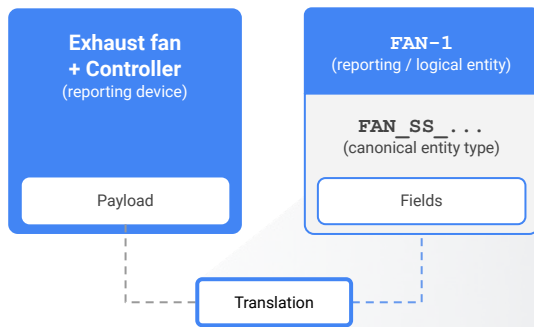 Exhaust fan
+ Controller
(reporting device)
Payload
FAN-1
(reporting / logical entity)
FAN_SS_...
(canonical entity type)
Fields
Translation